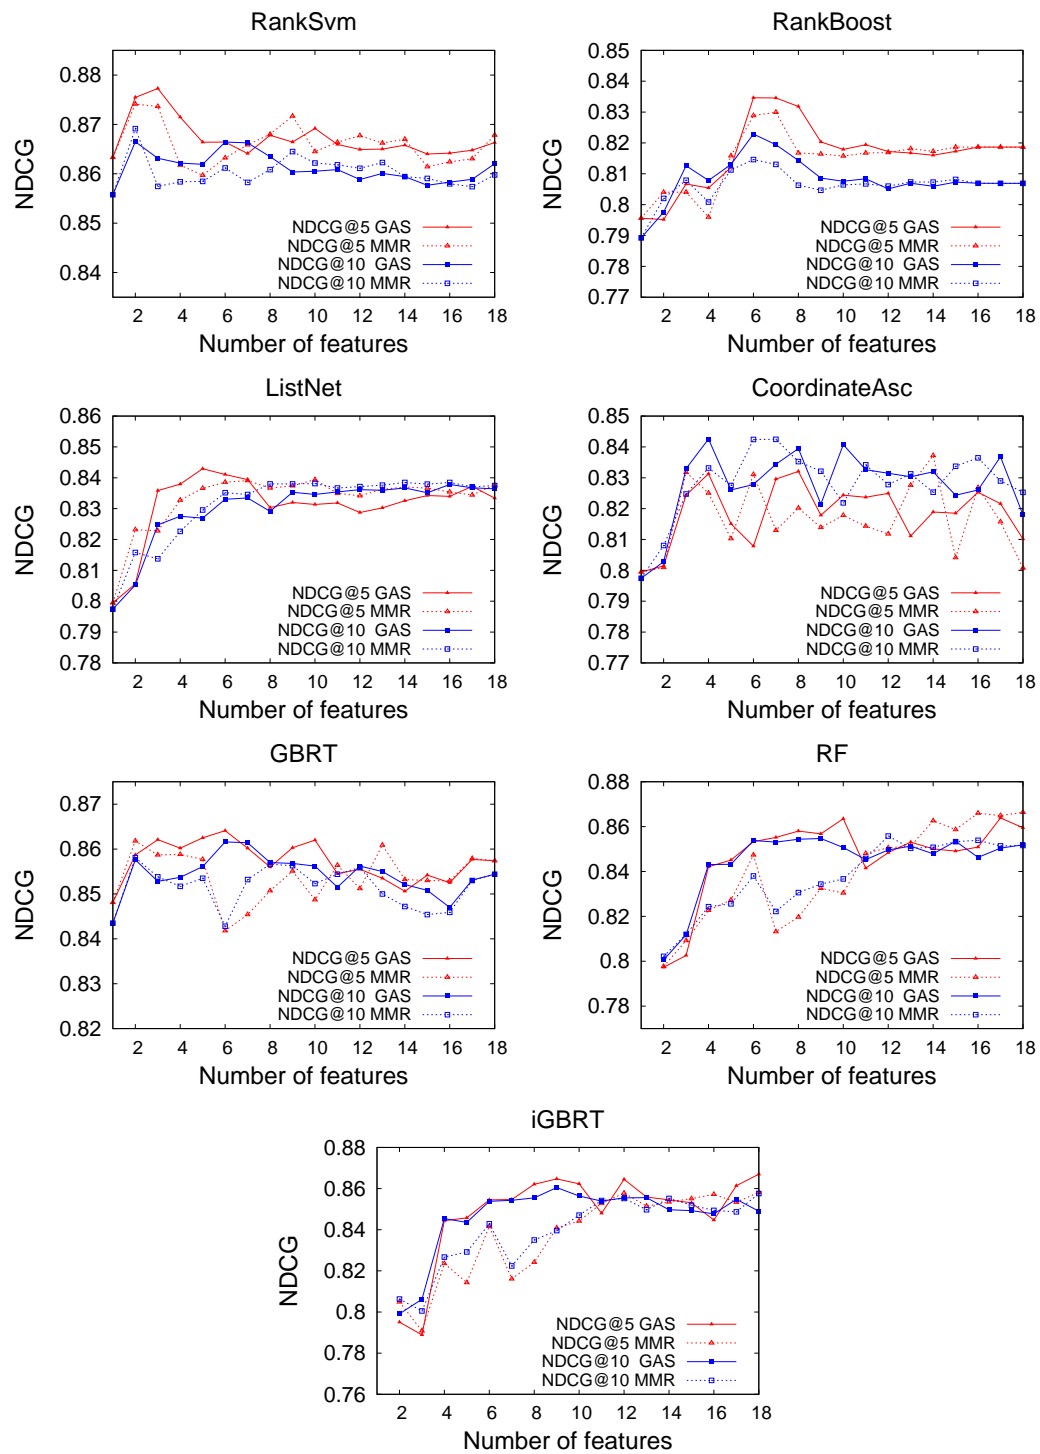 RankSvm
NDCG
0.88
0.87
0.86
0.85
0.84
NDCG@5 GAS
NDCG@5 MMR
NDCG@10 GAS
NDCG@10 MMR
2 4 6 8 10 12 14 16 18
Number of features
RankBoost
NDCG
0.85
0.84
0.83
0.82
0.81
0.8
0.79
0.78
0.77
NDCG@5 GAS
NDCG@5 MMR
NDCG@10 GAS
NDCG@10 MMR
2 4 6 8 10 12 14 16 18
Number of features
ListNet
NDCG
0.86
0.85
0.84
0.83
0.82
0.81
0.8
0.79
0.78
NDCG@5 GAS
NDCG@5 MMR
NDCG@10 GAS
NDCG@10 MMR
2 4 6 8 10 12 14 16 18
Number of features
CoordinateAsc
NDCG
0.85
0.84
0.83
0.82
0.81
0.8
0.79
0.78
0.77
NDCG@5 GAS
NDCG@5 MMR
NDCG@10 GAS
NDCG@10 MMR
2 4 6 8 10 12 14 16 18
Number of features
GBRT
NDCG
0.87
0.86
0.85
0.84
0.83
0.82
NDCG@5 GAS
NDCG@5 MMR
NDCG@10 GAS
NDCG@10 MMR
2 4 6 8 10 12 14 16 18
Number of features
RF
NDCG
0.88
0.86
0.84
0.82
0.8
0.78
NDCG@5 GAS
NDCG@5 MMR
NDCG@10 GAS
NDCG@10 MMR
2 4 6 8 10 12 14 16 18
Number of features
iGBRT
NDCG
0.88
0.86
0.84
0.82
0.8
0.78
0.76
NDCG@5 GAS
NDCG@5 MMR
NDCG@10 GAS
NDCG@10 MMR
2 4 6 8 10 12 14 16 18
Number of features